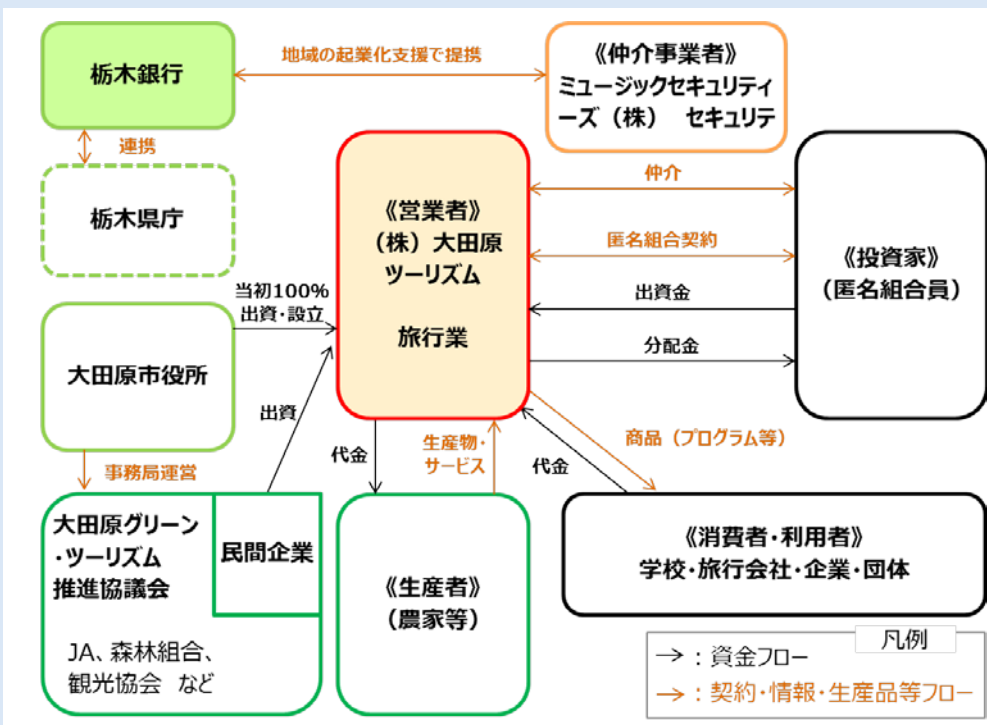 栃木銀行
地域の起業化支援で提携
《仲介事業者》
ミュージックセキュリティ
ーズ（株）　セキュリテ
連携
栃木県庁
《営業者》
（株）大田原
ツーリズム
旅行業
仲介
匿名組合契約
出資金
分配金
《投資家》
（匿名組合員）
当初100%
出資・設立
大田原市役所
出資
事務局運営
代金
生産物・
サービス
代金
商品（プログラム等）
大田原グリーン
・ツーリズム
推進協議会
民間企業
JA、森林組合、
観光協会 など
《生産者》
（農家等）
《消費者・利用者》
学校・旅行会社・企業・団体
凡例
→：資金フロー
→：契約・情報・生産品等フロー